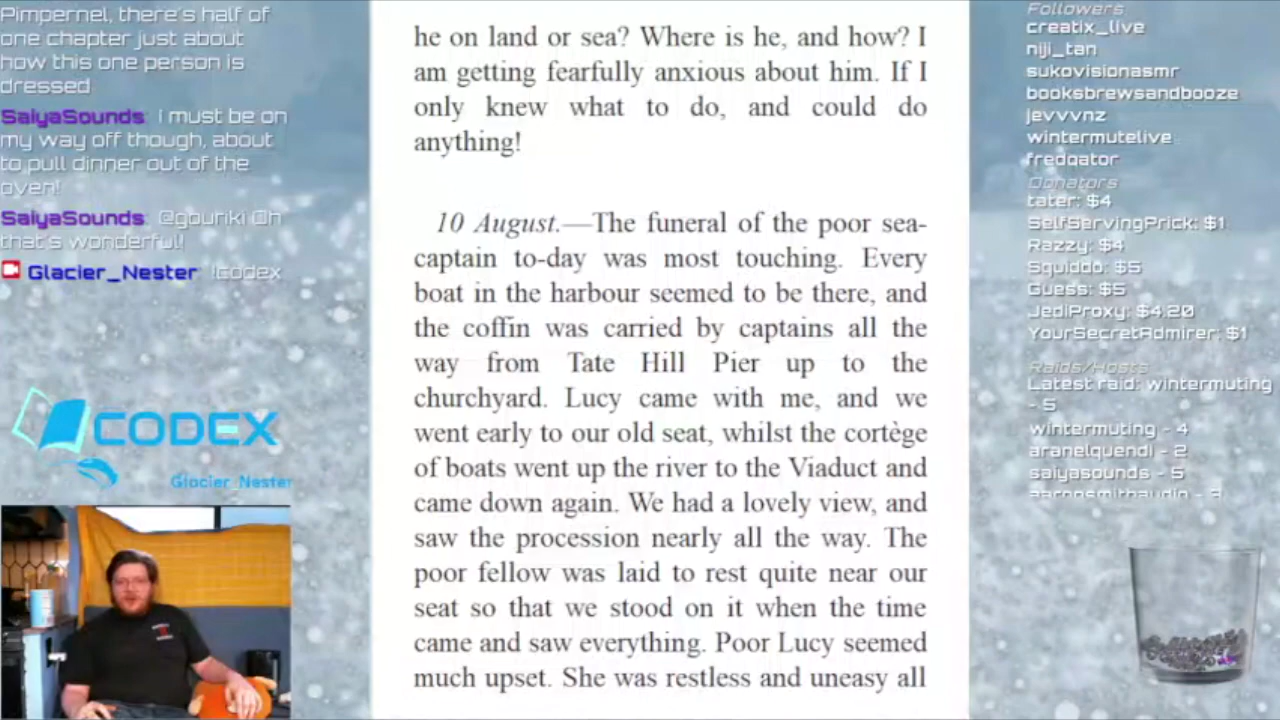 Pimpernel, there's half of
one chapter just about
how this one person is
dressed
SaiyaSounds: I must be on
my way off though, about
to pull dinner out of the
oven!
SaiyaSounds: @gouriki Oh
that's wonderful!
Glacier_Nester: !codex
CODEX
Glacier_Nester
he on land or sea? Where is he, and how? I
am getting fearfully anxious about him. If I
only knew what to do, and could do
anything!
10 August.—The funeral of the poor sea-
captain to-day was most touching. Every
boat in the harbour seemed to be there, and
the coffin was carried by captains all the
way from Tate Hill Pier up to the
churchyard. Lucy came with me, and we
went early to our old seat, whilst the cortège
of boats went up the river to the Viaduct and
came down again. We had a lovely view, and
saw the procession nearly all the way. The
poor fellow was laid to rest quite near our
seat so that we stood on it when the time
came and saw everything. Poor Lucy seemed
much upset. She was restless and uneasy all
Followers
creatix_live
niji_tan
sukovisionasmr
booksbrewsandbooze
jevvvnz
wintermutelive
fredgator
Donators
tater: $4
SelfServingPrick: $1
Razzy: $4
Squiddo: $5
Guess: $5
JediProxy: $4.20
YourSecretAdmirer: $1
Raids/Hosts
Latest raid: wintermuting
- 5
wintermuting - 4
aranelquendi - 2
saiyasounds - 5
aaronsmithaudio - 3